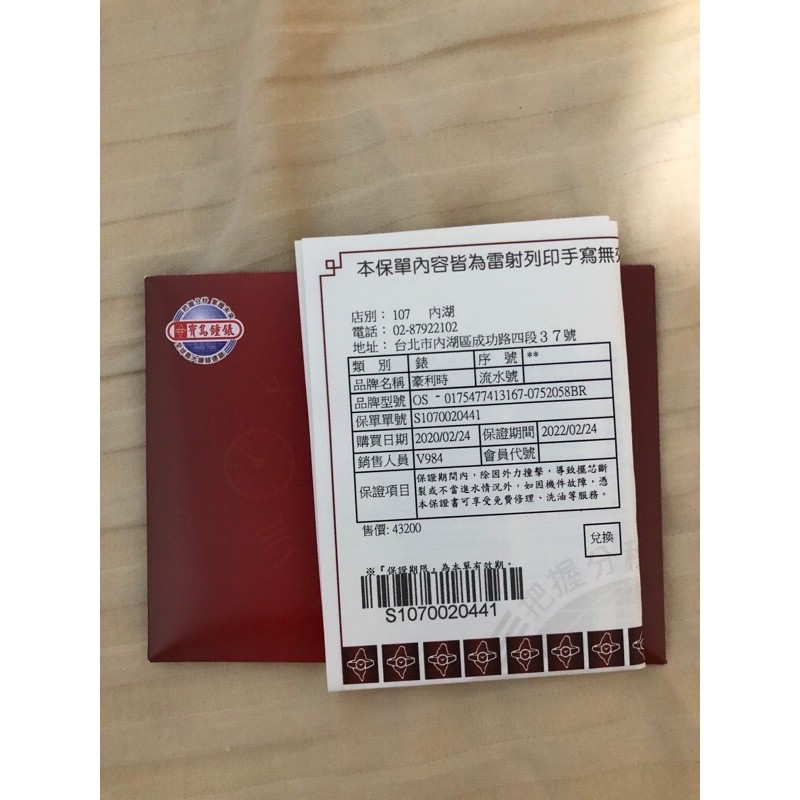 寶島鐘錶
本保單內容皆為雷射列印手寫無
店別：107 內湖
電話：02-87922102
地址：台北市內湖區成功路四段３７號
類 別 錶 序 號 **
品牌名稱 豪利時 流水號
品牌型號 OS - 0175477413167-0752058BR
保單單號 S1070020441
購買日期 2020/02/24 保證期間 2022/02/24
銷售人員 V984 會員代號
保證項目 保證期間內，除因外力撞擊，導致擺芯斷
裂或不當進水情況外，如因機件故障，憑
本保證書可享受免費修理、洗油等服務。
售價: 43200
兌換
※『保證期限』為本單有效期。
S1070020441
把握分